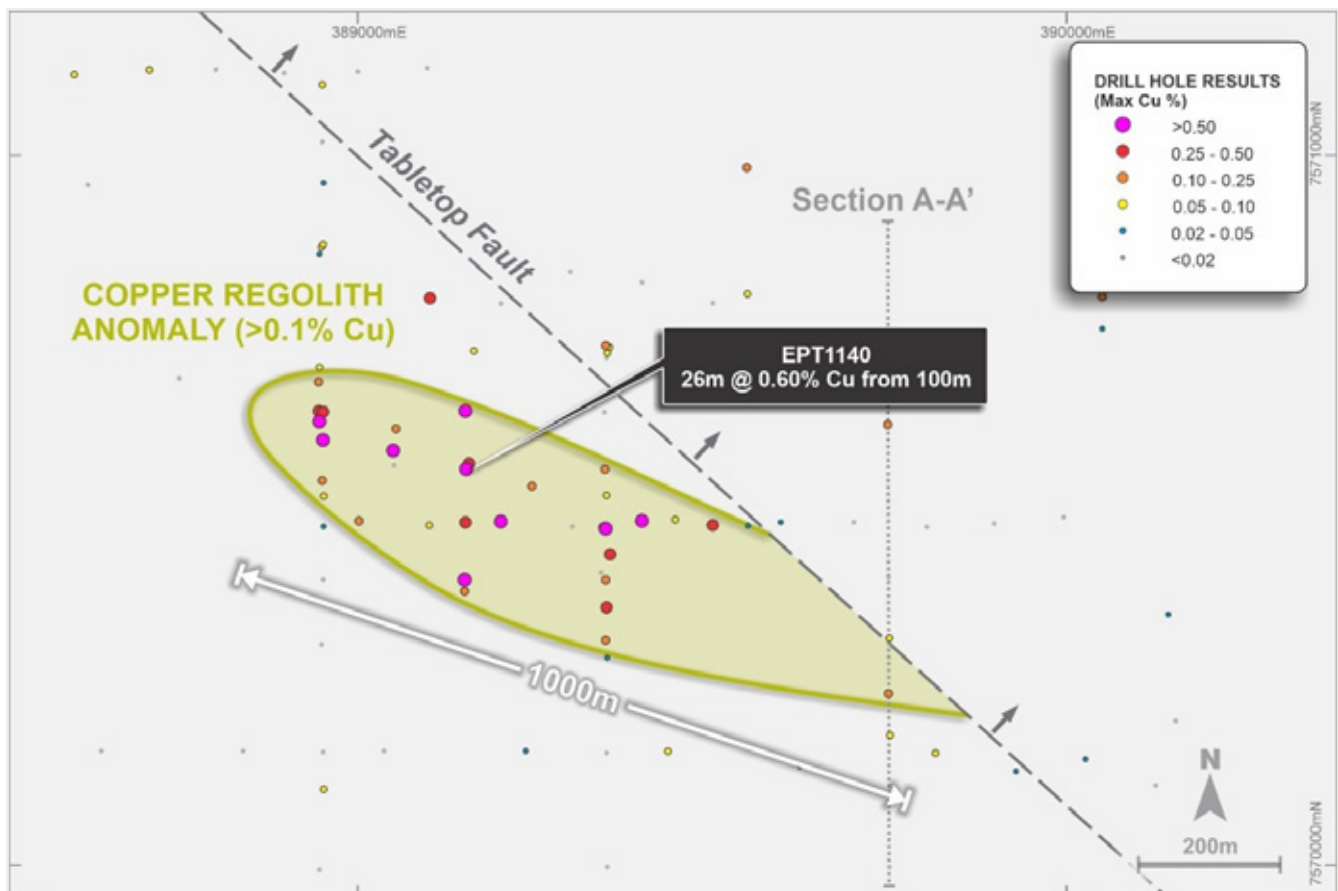 389000mE
390000mE
DRILL HOLE RESULTS
(Max Cu %)
>0.50
0.25 - 0.50
0.10 - 0.25
0.05 - 0.10
0.02 - 0.05
<0.02
7571000mN
Tabletop Fault
Section A-A’
COPPER REGOLITH
ANOMALY (>0.1% Cu)
EPT1140
26m @ 0.60% Cu from 100m
1000m
N
200m
7570000mN